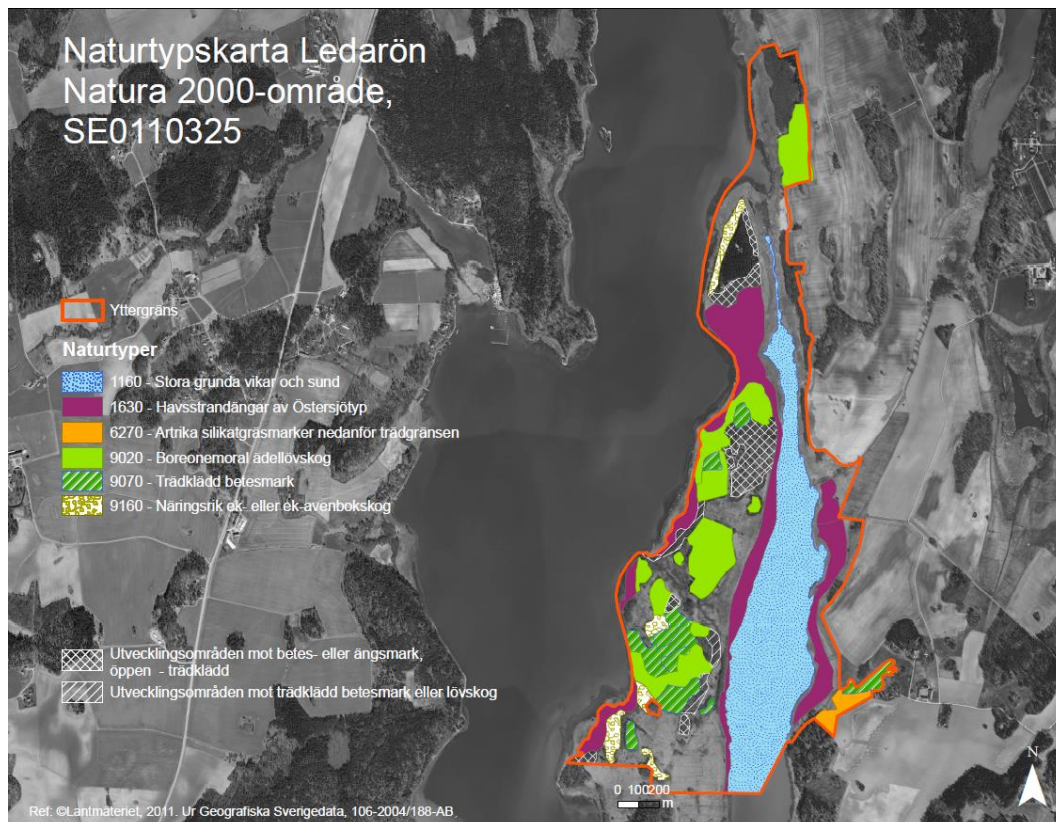 Naturtypskarta Ledarön
Natura 2000-område,
SE0110325
Yttergräns
Naturtyper
1160 - Stora grunda vikar och sund
1630 - Havsstrandängar av Östersjötyp
6270 - Artrika silikatgräsmarker nedanför trädgränsen
9020 - Boreonemoral ädellövskog
9070 - Trädklädd betesmark
9160 - Näringsrik ek- eller ek-avenbokskog
Utvecklingsområden mot betes- eller ängsmark,
öppen - trädklädd
Utvecklingsområden mot trädklädd betesmark eller lövskog
N
0 100200
m
Ref: ©Lantmäteriet, 2011. Ur Geografiska Sverigedata, 106-2004/188-AB